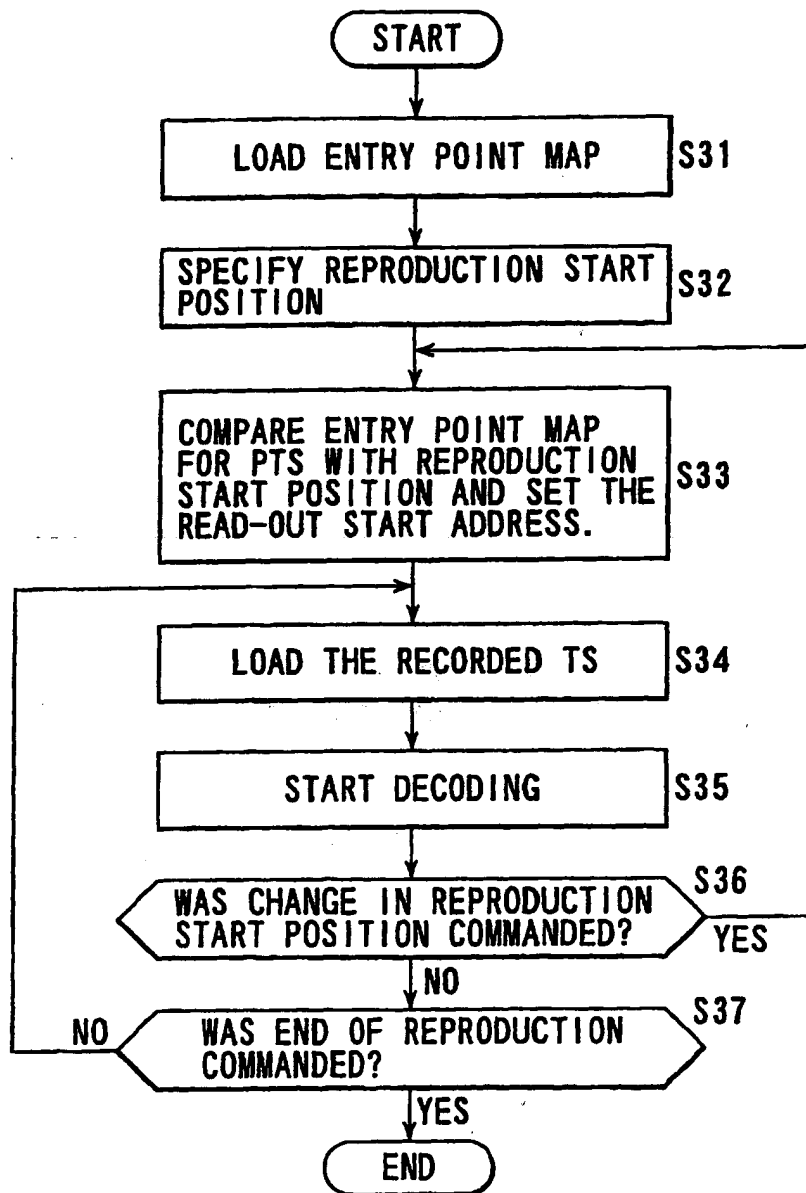 START
LOAD ENTRY POINT MAP
S31
SPECIFY REPRODUCTION START
POSITION
S32
COMPARE ENTRY POINT MAP
FOR PTS WITH REPRODUCTION
START POSITION AND SET THE
READ-OUT START ADDRESS.
S33
LOAD THE RECORDED TS
S34
START DECODING
S35
WAS CHANGE IN REPRODUCTION
START POSITION COMMANDED?
S36
YES
NO
WAS END OF REPRODUCTION
COMMANDED?
S37
NO
YES
END